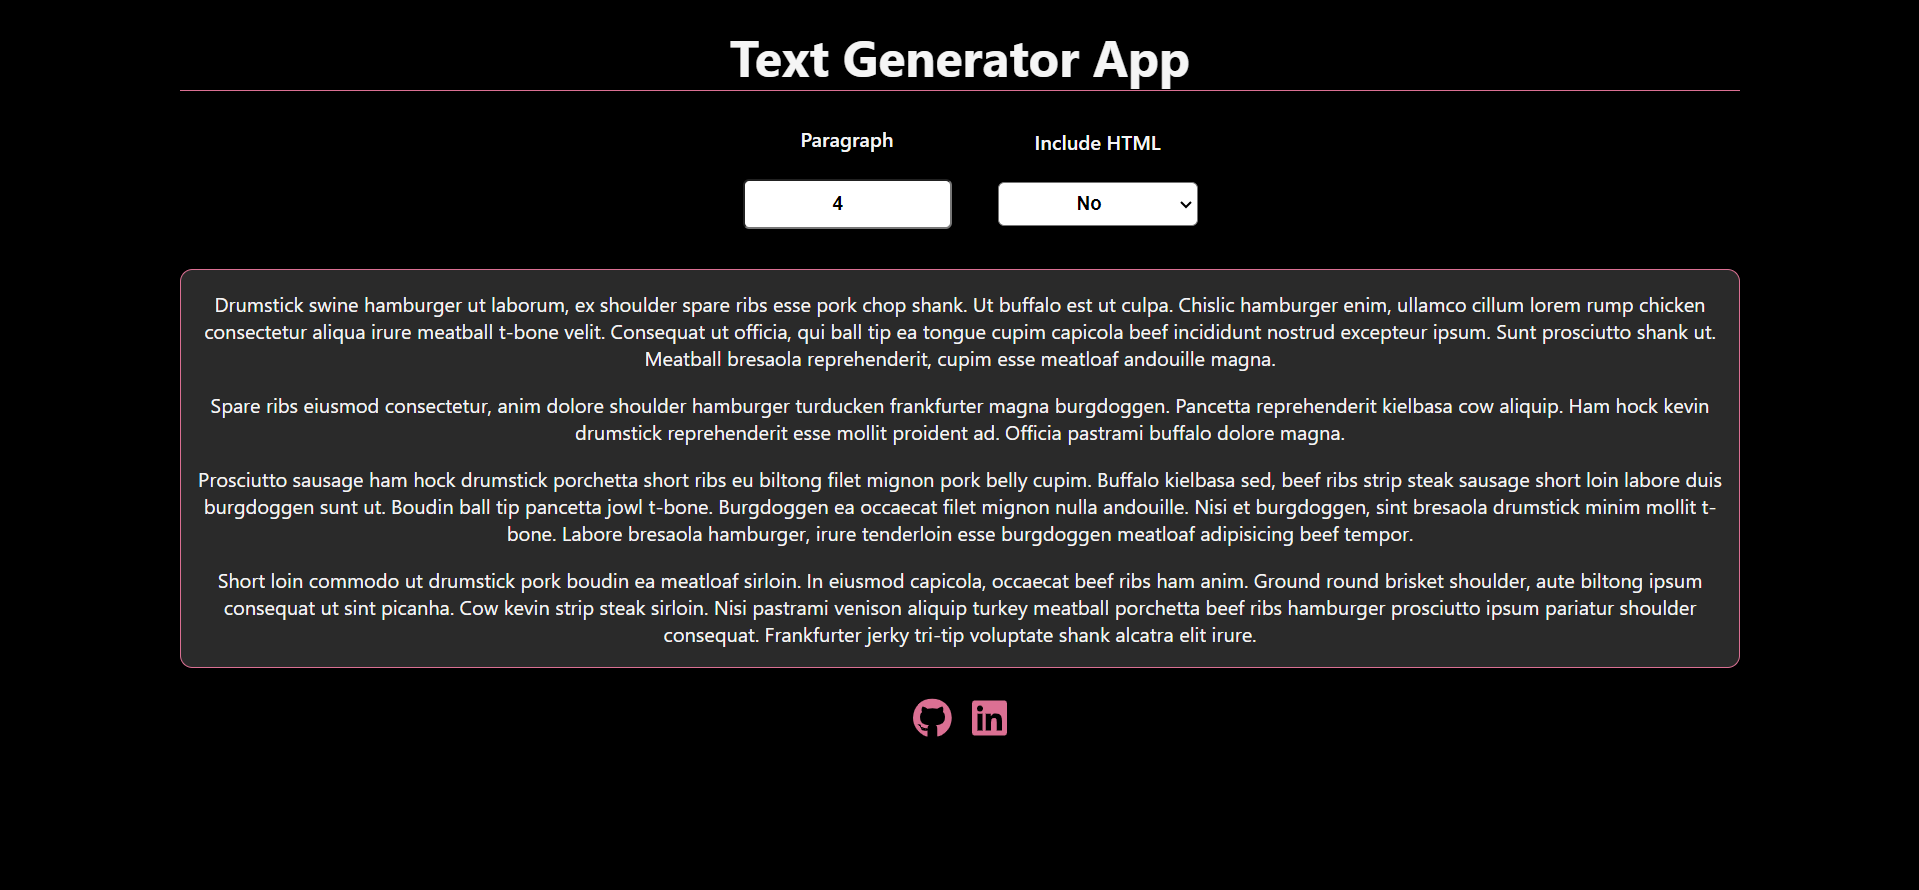 Text Generator App
Paragraph
Include HTML
4
No
Drumstick swine hamburger ut laborum, ex shoulder spare ribs esse pork chop shank. Ut buffalo est ut culpa. Chislic hamburger enim, ullamco cillum lorem rump chicken
consectetur aliqua irure meatball t-bone velit. Consequat ut officia, qui ball tip ea tongue cupim capicola beef incididunt nostrud excepteur ipsum. Sunt prosciutto shank ut.
Meatball bresaola reprehenderit, cupim esse meatloaf andouille magna.
Spare ribs eiusmod consectetur, anim dolore shoulder hamburger turducken frankfurter magna burgdoggen. Pancetta reprehenderit kielbasa cow aliquip. Ham hock kevin
drumstick reprehenderit esse mollit proident ad. Officia pastrami buffalo dolore magna.
Prosciutto sausage ham hock drumstick porchetta short ribs eu biltong filet mignon pork belly cupim. Buffalo kielbasa sed, beef ribs strip steak sausage short loin labore duis
burgdoggen sunt ut. Boudin ball tip pancetta jowl t-bone. Burgdoggen ea occaecat filet mignon nulla andouille. Nisi et burgdoggen, sint bresaola drumstick minim mollit t-
bone. Labore bresaola hamburger, irure tenderloin esse burgdoggen meatloaf adipisicing beef tempor.
Short loin commodo ut drumstick pork boudin ea meatloaf sirloin. In eiusmod capicola, occaecat beef ribs ham anim. Ground round brisket shoulder, aute biltong ipsum
consequat ut sint picanha. Cow kevin strip steak sirloin. Nisi pastrami venison aliquip turkey meatball porchetta beef ribs hamburger prosciutto ipsum pariatur shoulder
consequat. Frankfurter jerky tri-tip voluptate shank alcatra elit irure.
in